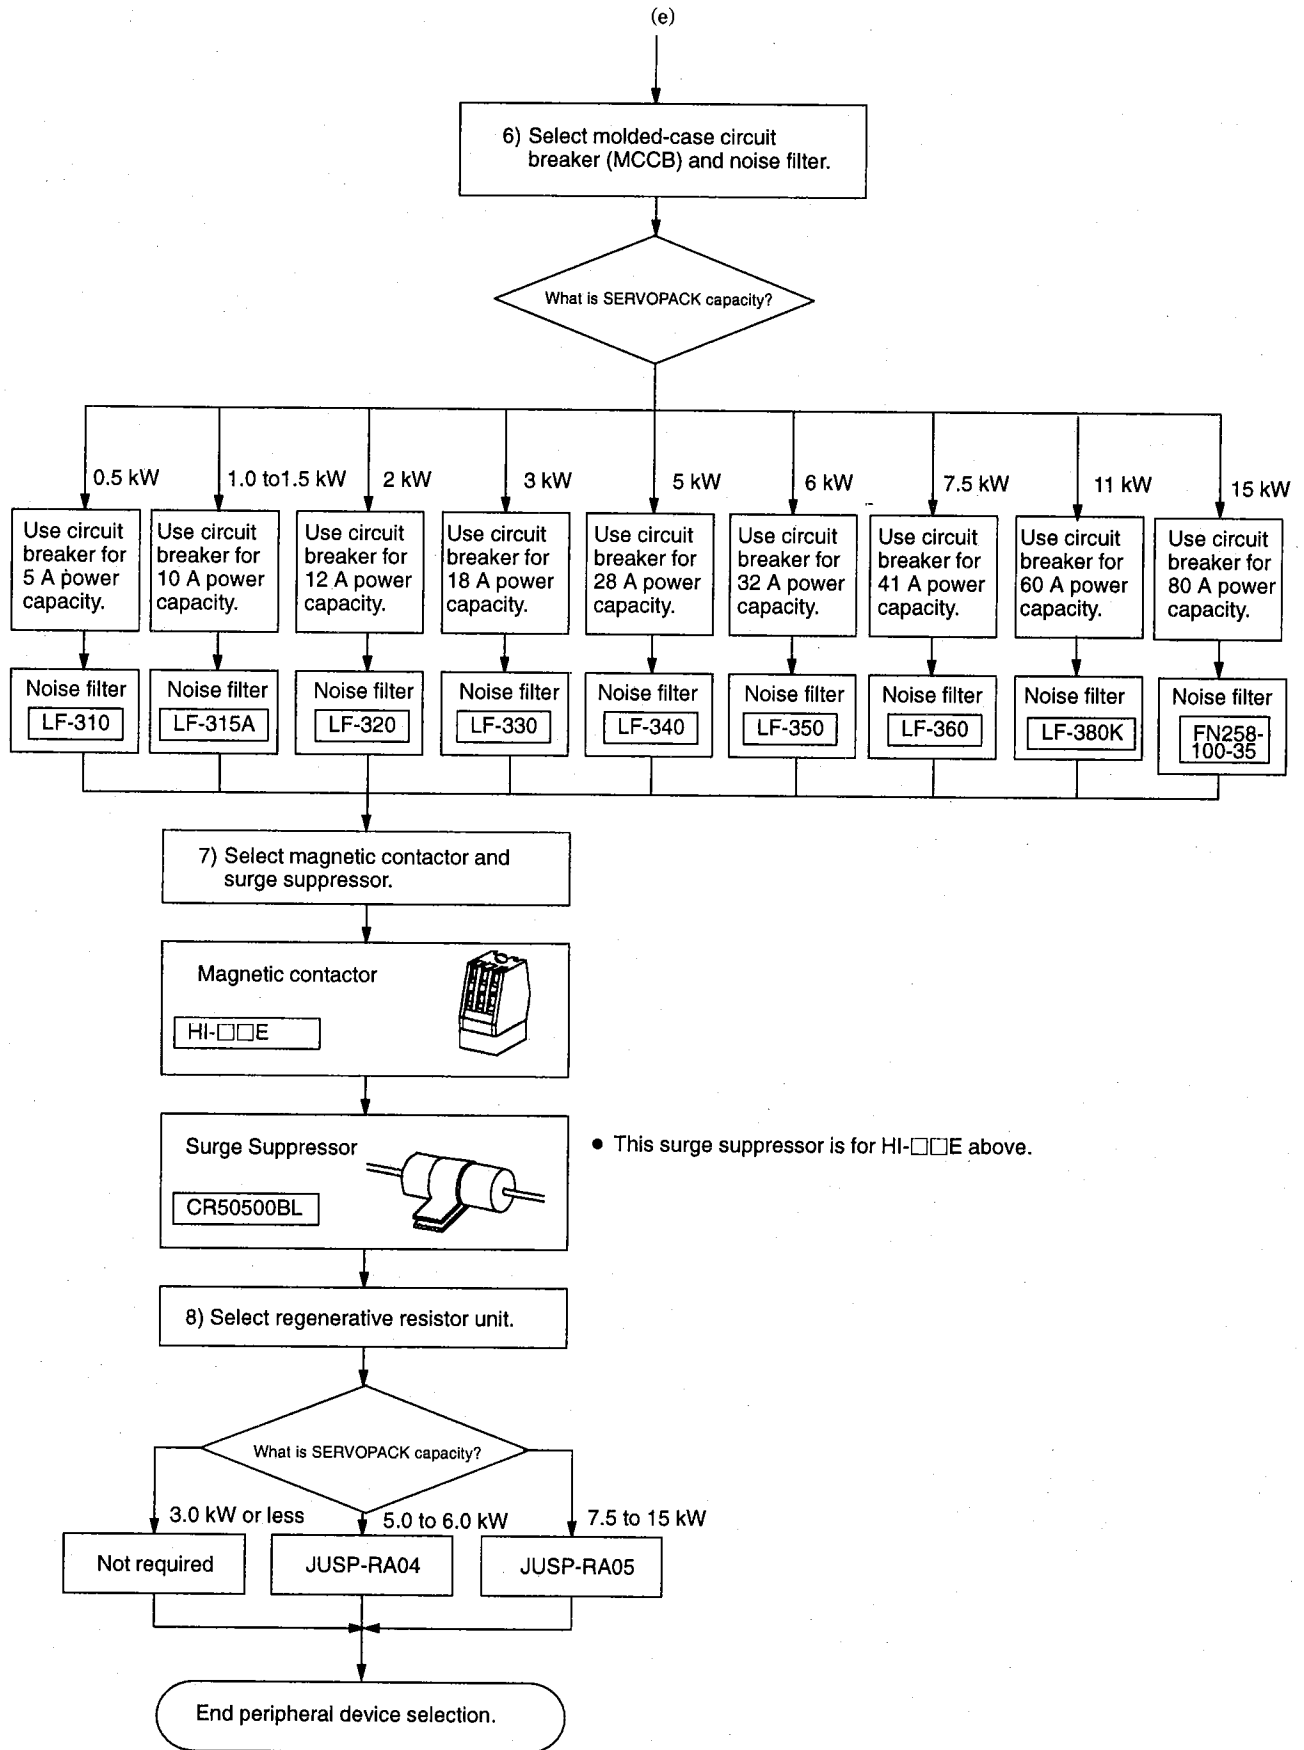 (e)
6) Select molded-case circuit
breaker (MCCB) and noise filter.
What is SERVOPACK capacity?
0.5 kW
1.0 to1.5 kW
2 kW
3 kW
5 kW
6 kW
7.5 kW
11 kW
15 kW
Use circuit
breaker for
5 A power
capacity.
Use circuit
breaker for
10 A power
capacity.
Use circuit
breaker for
12 A power
capacity.
Use circuit
breaker for
18 A power
capacity.
Use circuit
breaker for
28 A power
capacity.
Use circuit
breaker for
32 A power
capacity.
Use circuit
breaker for
41 A power
capacity.
Use circuit
breaker for
60 A power
capacity.
Use circuit
breaker for
80 A power
capacity.
Noise filter
LF-310
Noise filter
LF-315A
Noise filter
LF-320
Noise filter
LF-330
Noise filter
LF-340
Noise filter
LF-350
Noise filter
LF-360
Noise filter
LF-380K
Noise filter
FN258-
100-35
7) Select magnetic contactor and
surge suppressor.
Magnetic contactor
HI-□□E
Surge Suppressor
CR50500BL
● This surge suppressor is for HI-□□E above.
8) Select regenerative resistor unit.
What is SERVOPACK capacity?
3.0 kW or less
5.0 to 6.0 kW
7.5 to 15 kW
Not required
JUSP-RA04
JUSP-RA05
End peripheral device selection.